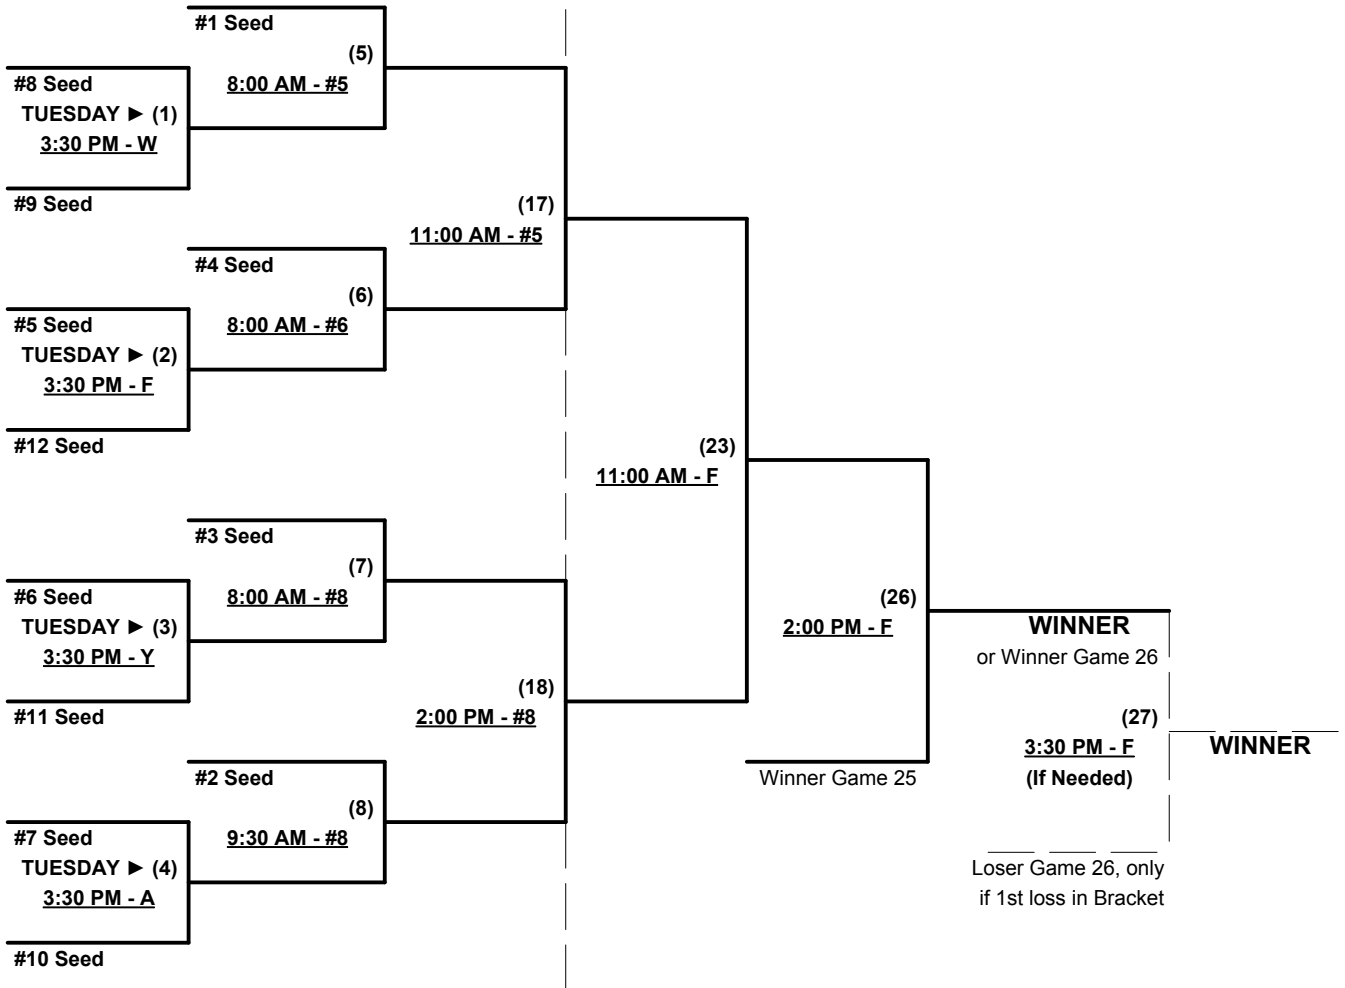 #1 Seed
(5)
8:00 AM - #5
#8 Seed
TUESDAY ► (1)
3:30 PM - W
#9 Seed
(17)
11:00 AM - #5
#4 Seed
(6)
8:00 AM - #6
#5 Seed
TUESDAY ► (2)
3:30 PM - F
#12 Seed
(23)
11:00 AM - F
#3 Seed
(7)
8:00 AM - #8
#6 Seed
TUESDAY ► (3)
3:30 PM - Y
#11 Seed
(18)
2:00 PM - #8
#2 Seed
(8)
9:30 AM - #8
#7 Seed
TUESDAY ► (4)
3:30 PM - A
#10 Seed
(26)
2:00 PM - F
Winner Game 25
WINNER
or Winner Game 26
(27)
3:30 PM - F
(If Needed)
WINNER
Loser Game 26, only
if 1st loss in Bracket